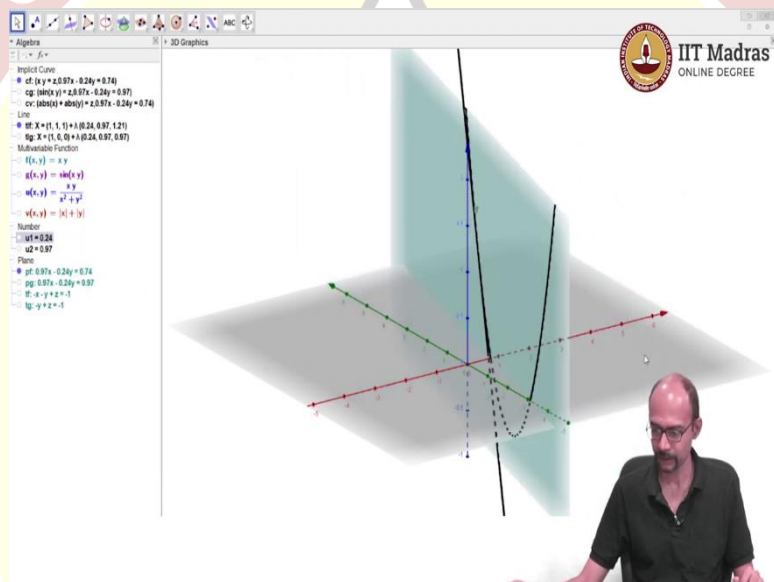 ABC
Algebra
3D Graphics
IIT Madras
ONLINE DEGREE
Implicit Curve
cf: (x y = z,0.97x - 0.24y = 0.74)
cg: (sin(x y) = z,0.97x - 0.24y = 0.97)
cv: (abs(x) + abs(y) = z,0.97x - 0.24y = 0.74)
Line
tlf: X = (1, 1, 1) + λ (0.24, 0.97, 1.21)
tlg: X = (1, 0, 0) + λ (0.24, 0.97, 0.97)
Multivariable Function
f(x, y) = x y
g(x, y) = sin(x y)
u(x, y) = x y / x² + y²
v(x, y) = |x| + |y|
Number
u1 = 0.24
u2 = 0.97
Plane
pf: 0.97x - 0.24y = 0.74
pg: 0.97x - 0.24y = 0.97
tf: -x - y + z = -1
tg: -y + z = -1